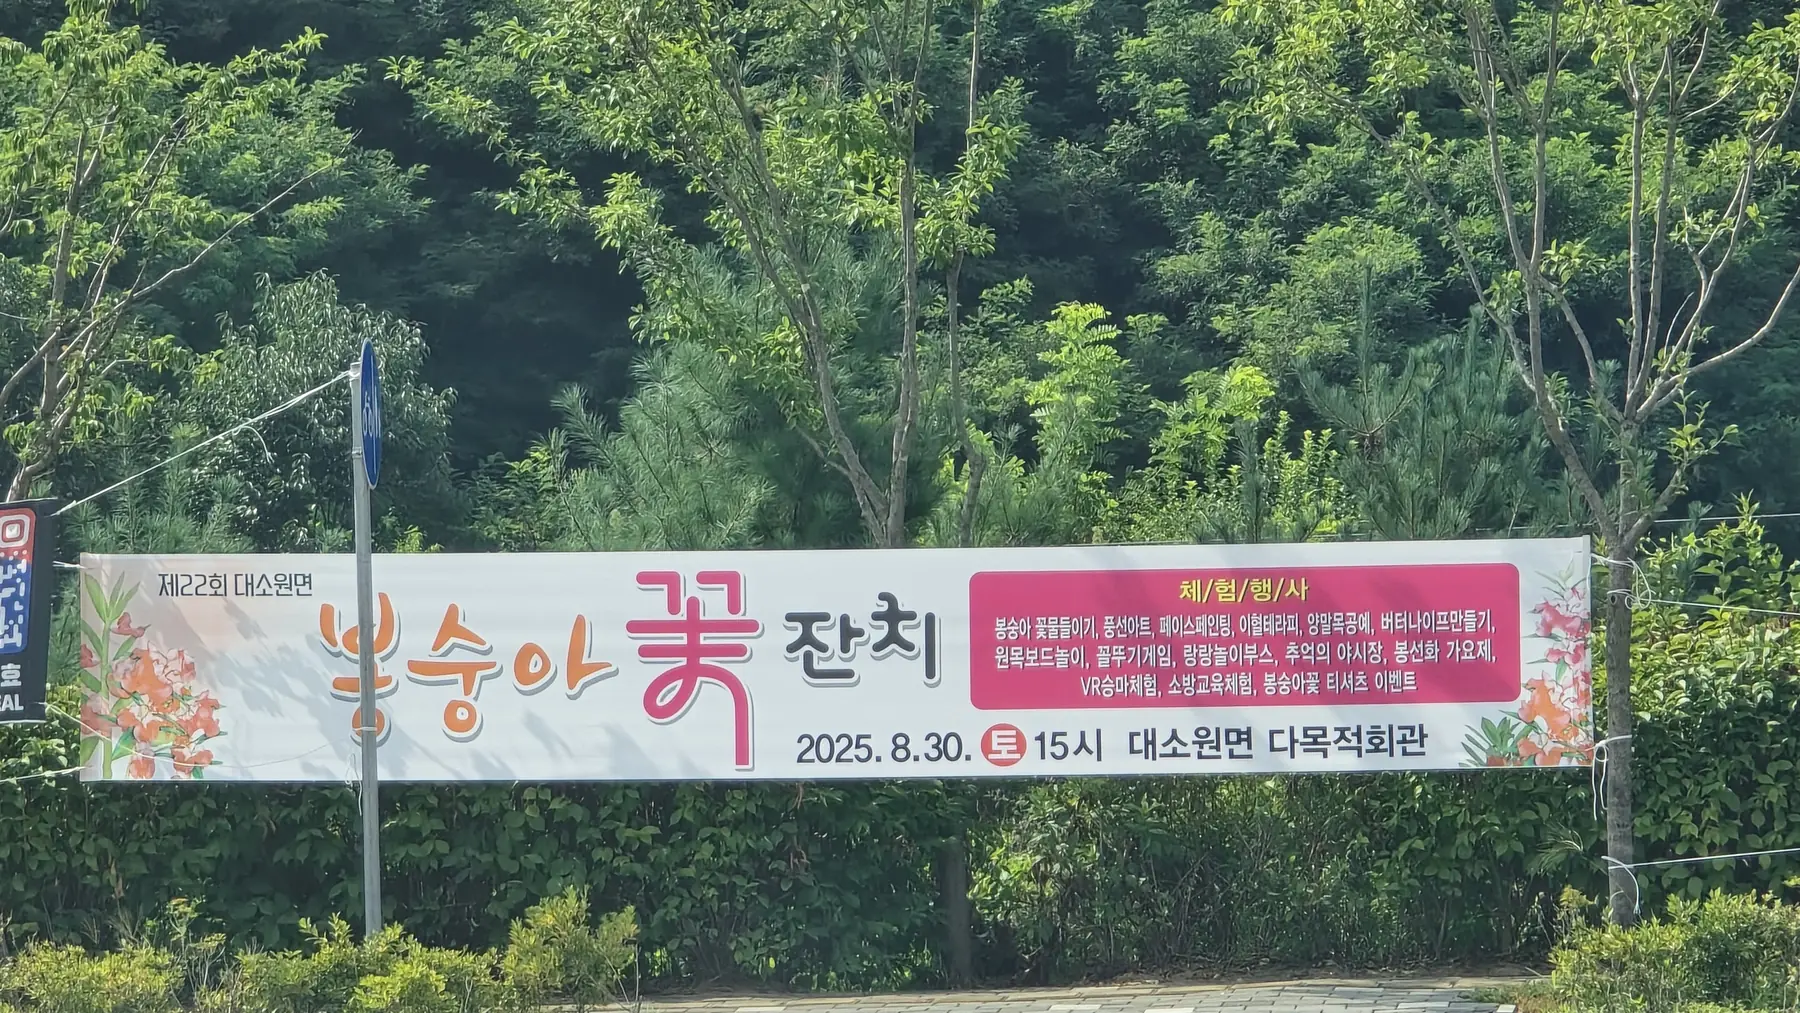 제22회 대소원면
봉숭아 꽃 잔치
체/험/행/사
봉숭아 꽃물들이기, 풍선아트, 페이스페인팅, 이혈테라피, 양말목공예, 버터나이프만들기,
원목보드놀이, 꼴뚜기게임, 랑랑놀이부스, 추억의 야시장, 봉선화 가요제,
VR승마체험, 소방교육체험, 봉숭아꽃 티셔츠 이벤트
2025. 8.30. 토 15시 대소원면 다목적회관